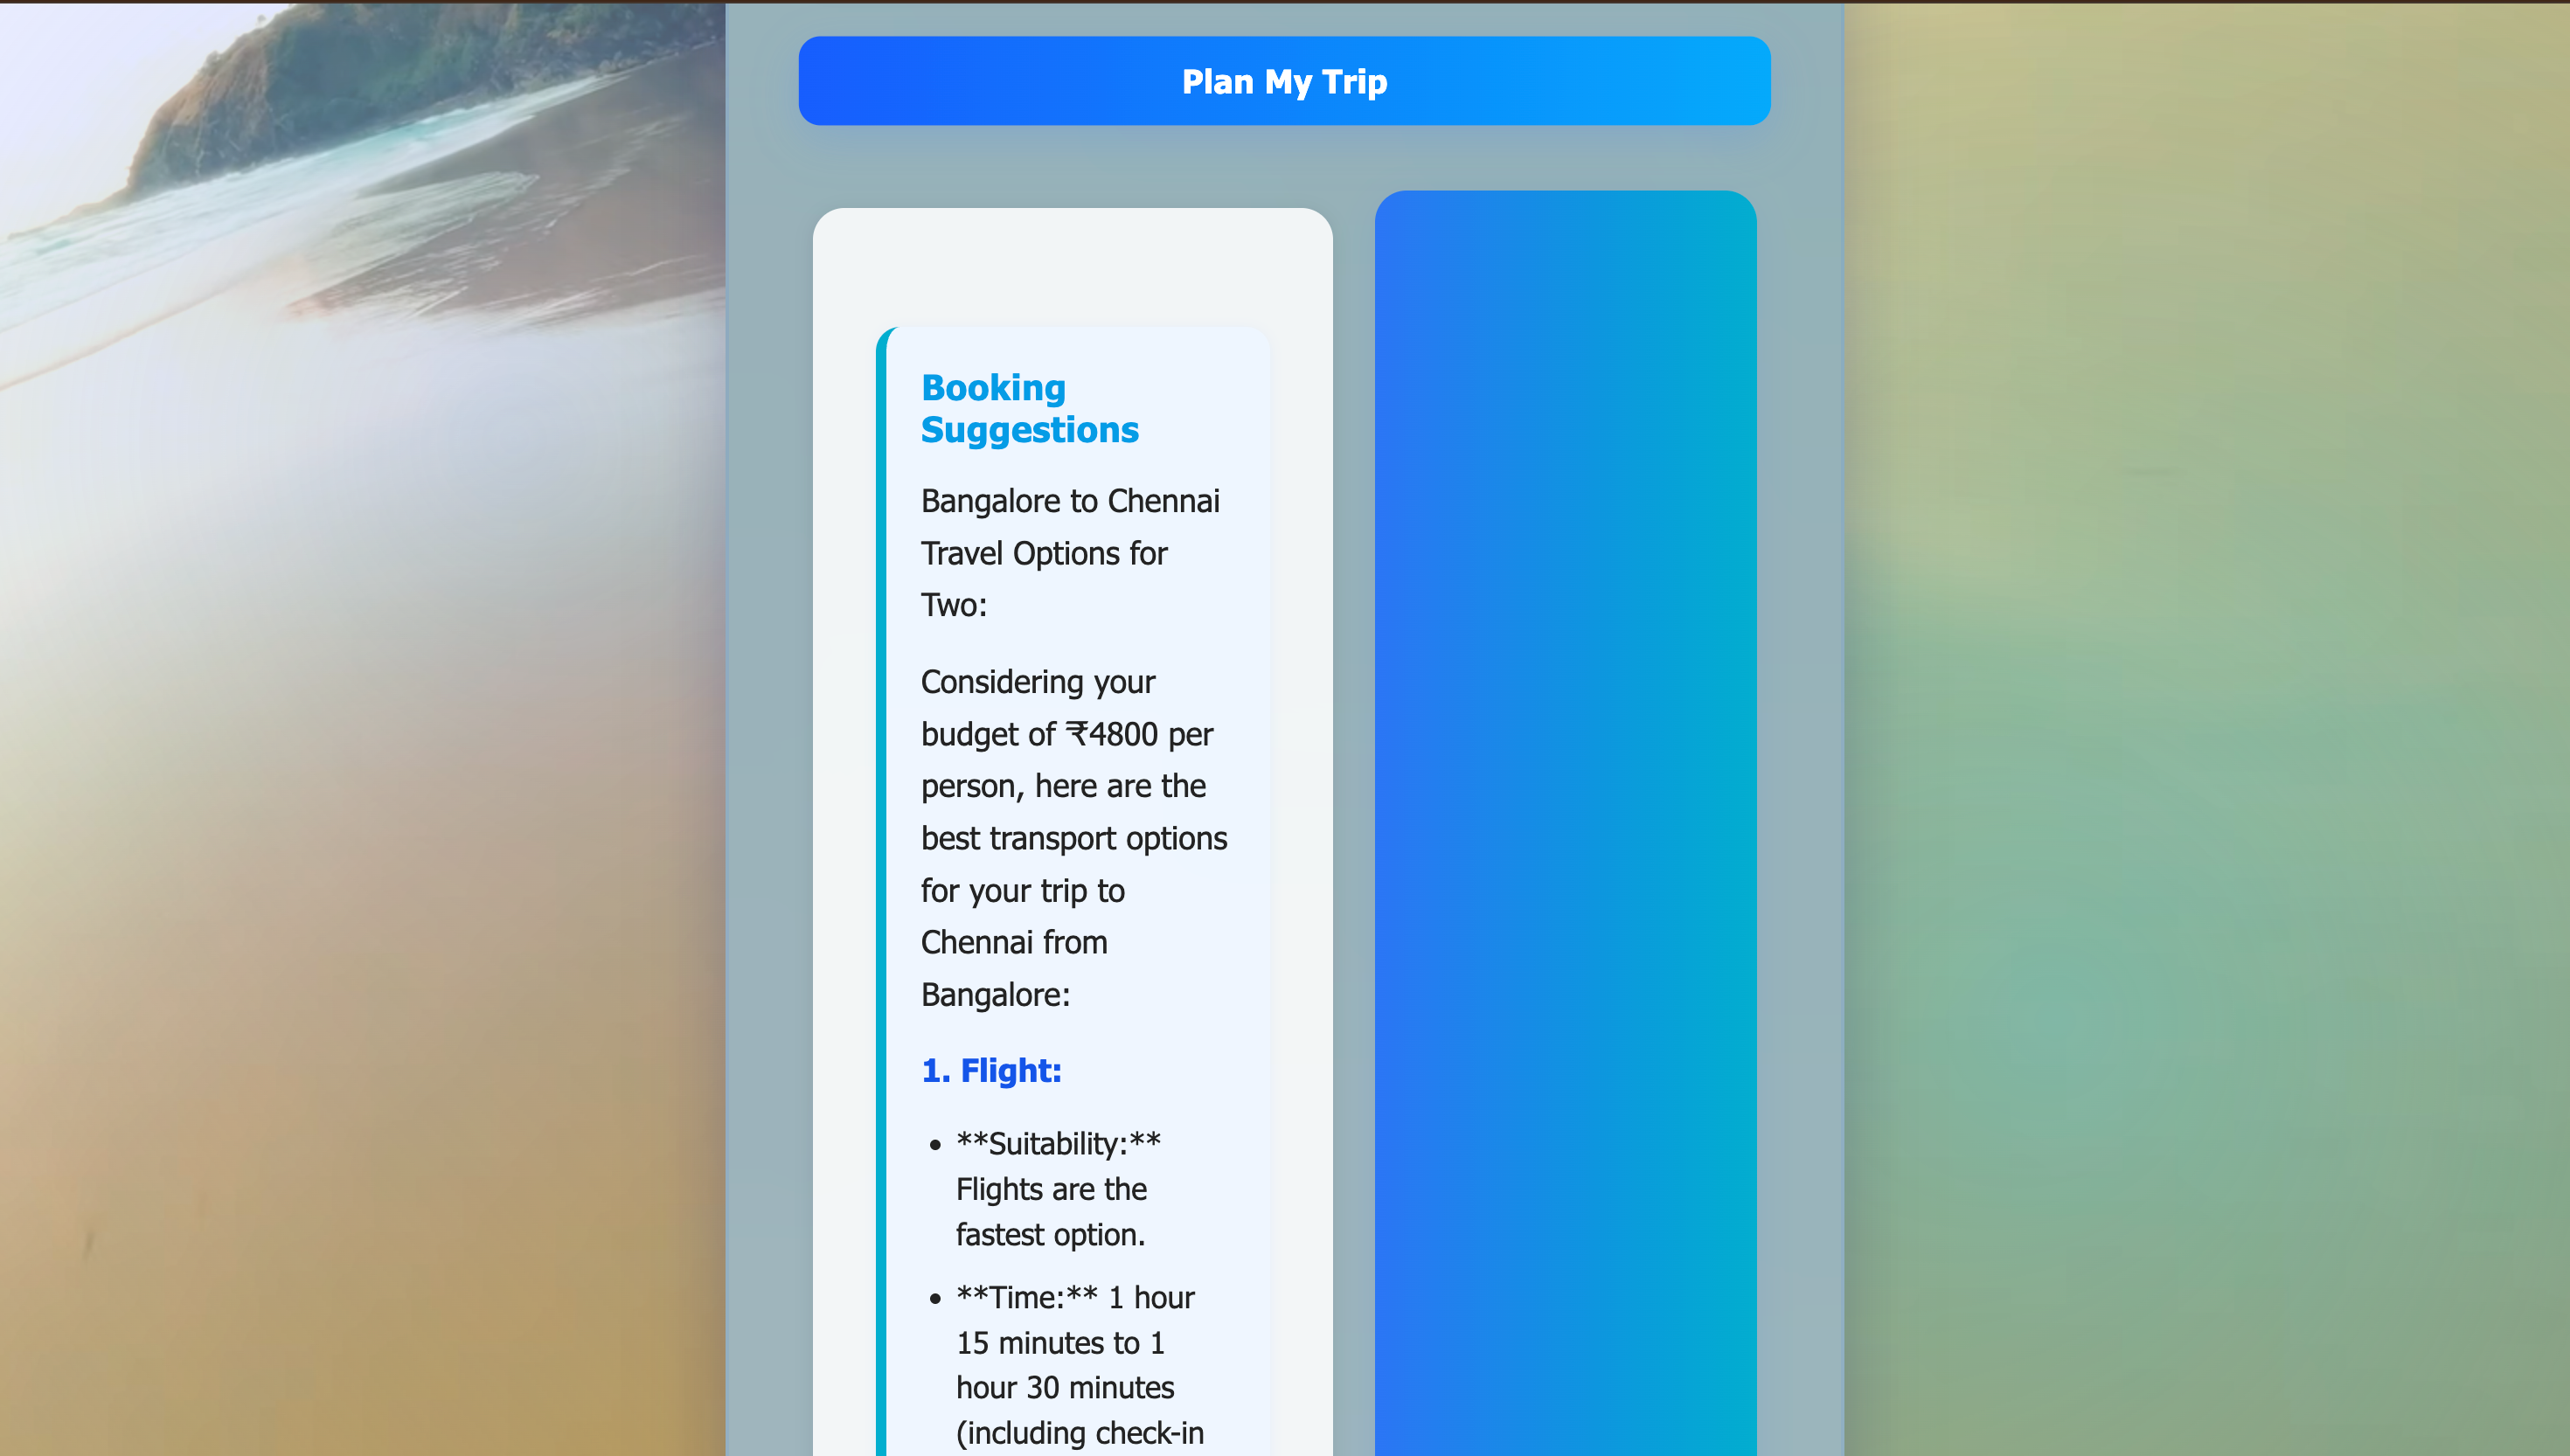 Plan My Trip
Booking
Suggestions
Bangalore to Chennai
Travel Options for
Two:
Considering your
budget of ₹4800 per
person, here are the
best transport options
for your trip to
Chennai from
Bangalore:
1. Flight:
• **Suitability:**
Flights are the
fastest option.
• **Time:** 1 hour
15 minutes to 1
hour 30 minutes
(including check-in